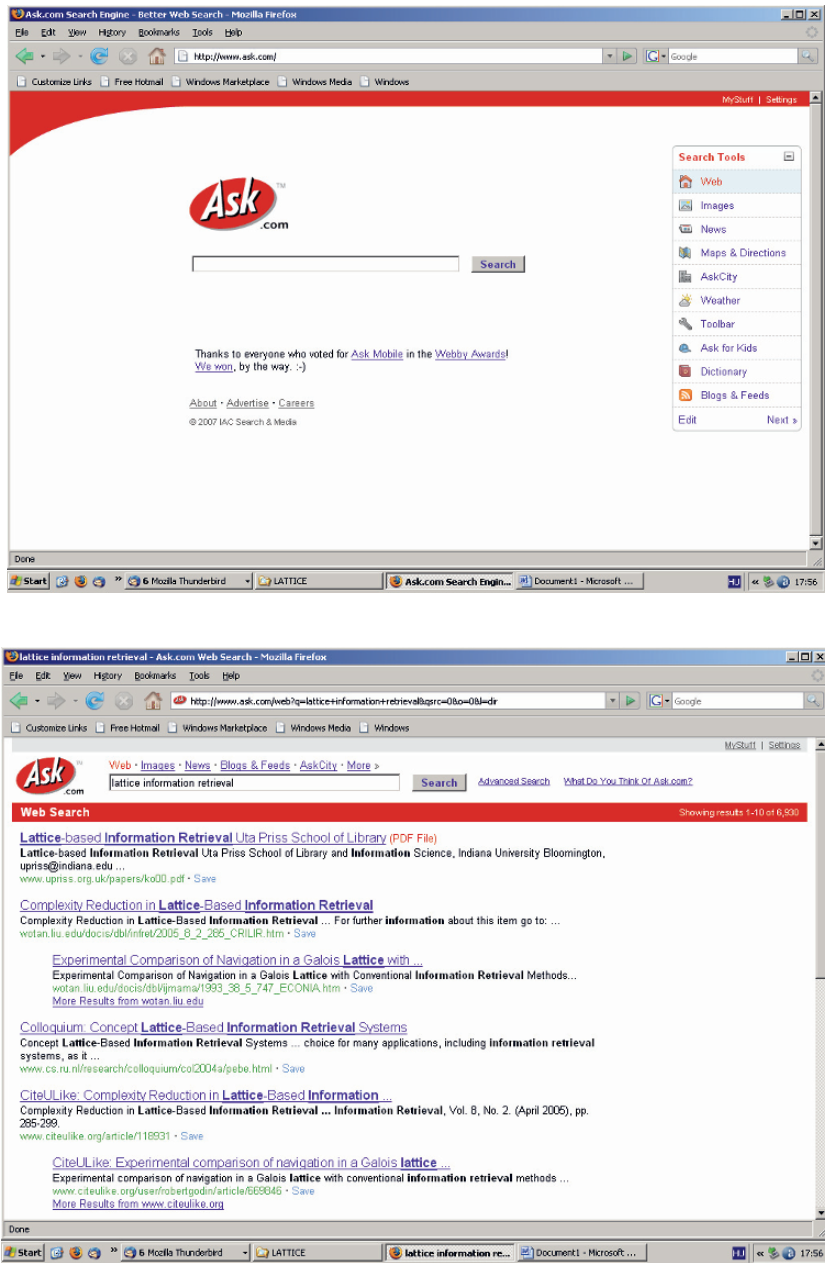 Ask.com Search Engine - Better Web Search - Mozilla Firefox
File Edit View History Bookmarks Tools Help
http://www.ask.com/ Google
Customize Links Free Hotmail Windows Marketplace Windows Media Windows
MyStuff | Settings
Search Tools
Web
Images
News
Maps & Directions
AskCity
Weather
Toolbar
Ask for Kids
Dictionary
Blogs & Feeds
Edit Next »
Ask™
.com
Search
Thanks to everyone who voted for Ask Mobile in the Webby Awards!
We won, by the way. :-)
About · Advertise · Careers
© 2007 IAC Search & Media
Done
Start » 6 Mozilla Thunderbird LATTICE Ask.com Search Engin... Document1 - Microsoft ... HU « 17:56
lattice information retrieval - Ask.com Web Search - Mozilla Firefox
File Edit View History Bookmarks Tools Help
http://www.ask.com/web?q=lattice+information+retrieval&qsrc=0&o=0&l=dir Google
Customize Links Free Hotmail Windows Marketplace Windows Media Windows
MyStuff | Settings
Ask™
.com
Web · Images · News · Blogs & Feeds · AskCity · More »
lattice information retrieval Search Advanced Search What Do You Think Of Ask.com?
Web Search Showing results 1-10 of 6,930
Lattice-based Information Retrieval Uta Priss School of Library (PDF File)
Lattice-based Information Retrieval Uta Priss School of Library and Information Science, Indiana University Bloomington,
upriss@indiana.edu ...
www.upriss.org.uk/papers/ko00.pdf · Save
Complexity Reduction in Lattice-Based Information Retrieval
Complexity Reduction in Lattice-Based Information Retrieval ... For further information about this item go to: ...
wotan.liu.edu/docis/dbl/infret/2005_8_2_285_CRILIR.htm · Save
Experimental Comparison of Navigation in a Galois Lattice with ...
Experimental Comparison of Navigation in a Galois Lattice with Conventional Information Retrieval Methods...
wotan.liu.edu/docis/dbl/ijmama/1993_38_5_747_ECONIA.htm · Save
More Results from wotan.liu.edu
Colloquium: Concept Lattice-Based Information Retrieval Systems
Concept Lattice-Based Information Retrieval Systems ... choice for many applications, including information retrieval
systems, as it ...
www.cs.ru.nl/research/colloquium/col2004a/pebe.html · Save
CiteULike: Complexity Reduction in Lattice-Based Information ...
Complexity Reduction in Lattice-Based Information Retrieval ... Information Retrieval, Vol. 8, No. 2. (April 2005), pp.
285-299.
www.citeulike.org/article/118931 · Save
CiteULike: Experimental comparison of navigation in a Galois lattice ...
Experimental comparison of navigation in a Galois lattice with conventional information retrieval methods ...
www.citeulike.org/user/robertgodin/article/669846 · Save
More Results from www.citeulike.org
Done
Start » 6 Mozilla Thunderbird LATTICE lattice information re... Document1 - Microsoft ... HU « 17:56